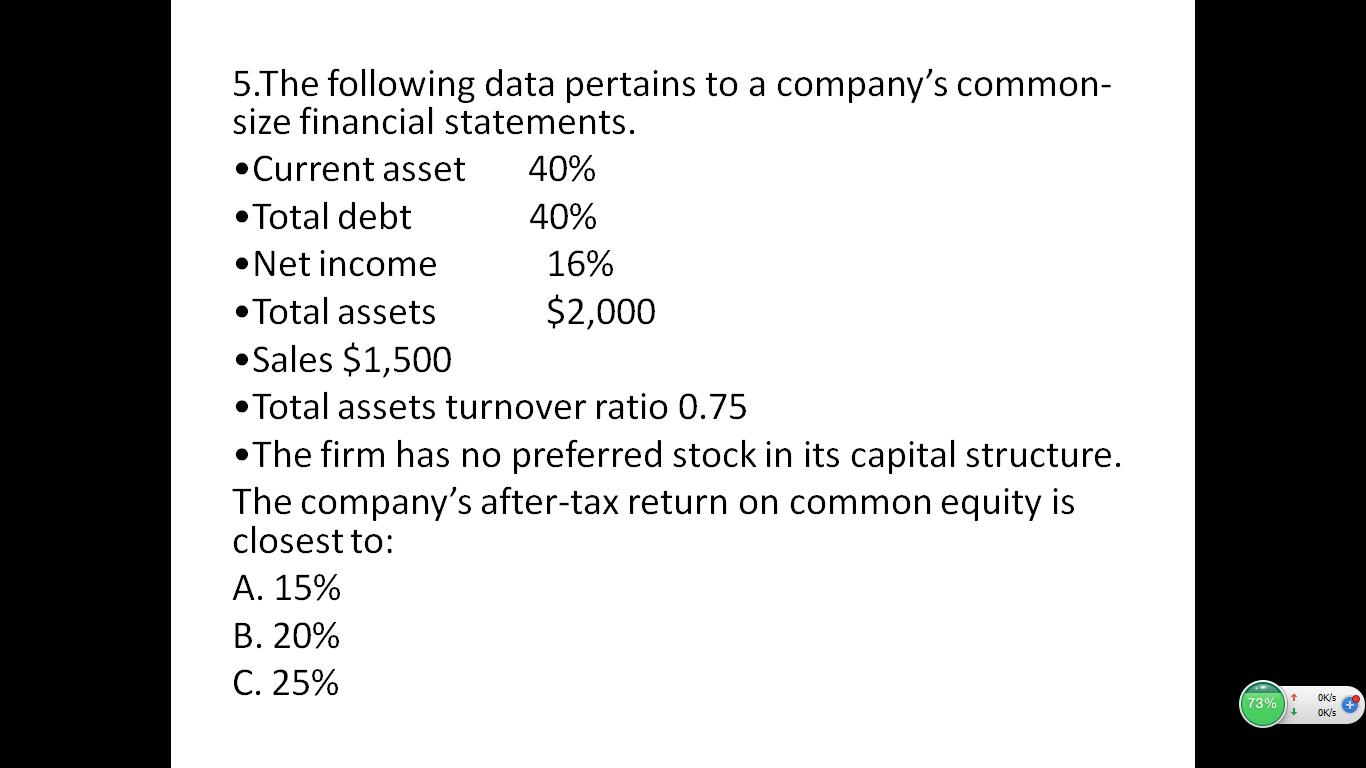 5.The following data pertains to a company’s common-
size financial statements.
•Current asset 40%
•Total debt 40%
•Net income 16%
•Total assets $2,000
•Sales $1,500
•Total assets turnover ratio 0.75
•The firm has no preferred stock in its capital structure.
The company’s after-tax return on common equity is
closest to:
A. 15%
B. 20%
C. 25%
73%
0K/s
0K/s